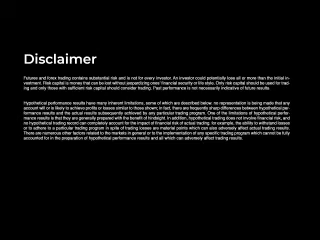 Disclaimer
Futures and forex trading contains substantial risk and is not for every investor. An investor could potentially lose all or more than the initial in-
vestment. Risk capital is money that can be lost without jeopardizing ones' financial security or life style. Only risk capital should be used for trad-
ing and only those with sufficient risk capital should consider trading. Past performance is not necessarily indicative of future results.
Hypothetical performance results have many inherent limitations, some of which are described below. no representation is being made that any
account will or is likely to achieve profits or losses similar to those shown; in fact, there are frequently sharp differences between hypothetical per-
formance results and the actual results subsequently achieved by any particular trading program. One of the limitations of hypothetical perfor-
mance results is that they are generally prepared with the benefit of hindsight. In addition, hypothetical trading does not involve financial risk, and
no hypothetical trading record can completely account for the impact of financial risk of actual trading. for example, the ability to withstand losses
or to adhere to a particular trading program in spite of trading losses are material points which can also adversely affect actual trading results.
There are numerous other factors related to the markets in general or to the implementation of any specific trading program which cannot be fully
accounted for in the preparation of hypothetical performance results and all which can adversely affect trading results.